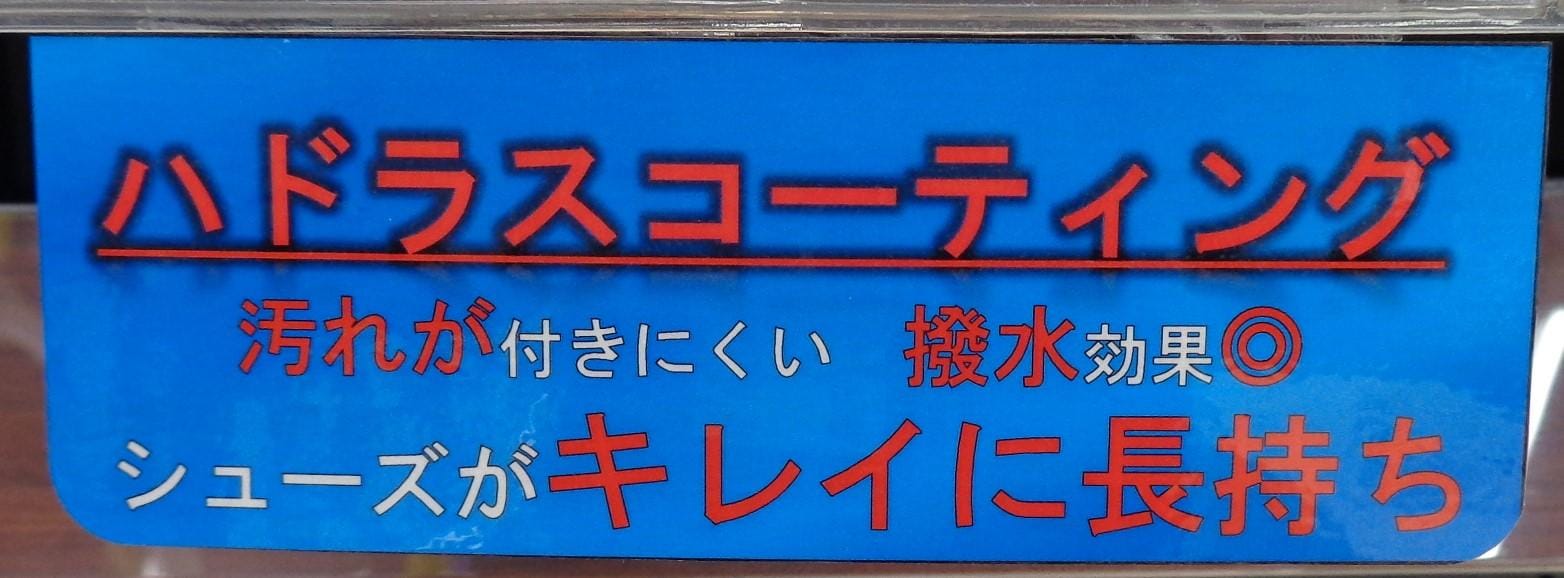 ハドラスコーティング
汚れが付きにくい　撥水効果◎
シューズがキレイに長持ち